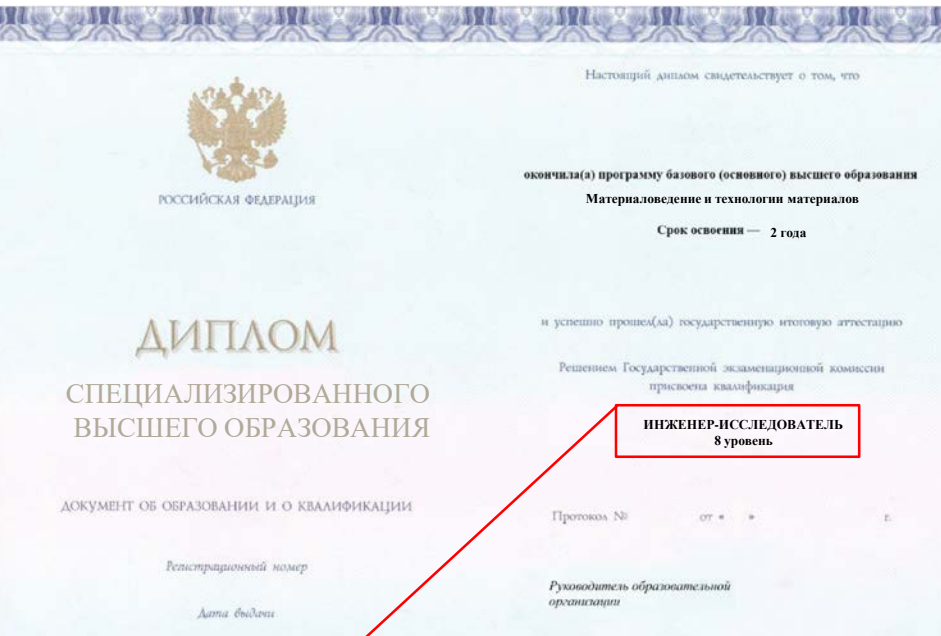 РОССИЙСКАЯ ФЕДЕРАЦИЯ
ДИПЛОМ
СПЕЦИАЛИЗИРОВАННОГО
ВЫСШЕГО ОБРАЗОВАНИЯ
ДОКУМЕНТ ОБ ОБРАЗОВАНИИ И О КВАЛИФИКАЦИИ
Регистрационный номер
Дата выдачи
Настоящий диплом свидетельствует о том, что
окончила(а) программу базового (основного) высшего образования
Материаловедение и технологии материалов
Срок освоения — 2 года
и успешно прошел(ла) государственную итоговую аттестацию
Решением Государственной экзаменационной комиссии
присвоена квалификация
ИНЖЕНЕР-ИССЛЕДОВАТЕЛЬ
8 уровень
Протокол № от « » г.
Руководитель образовательной
организации